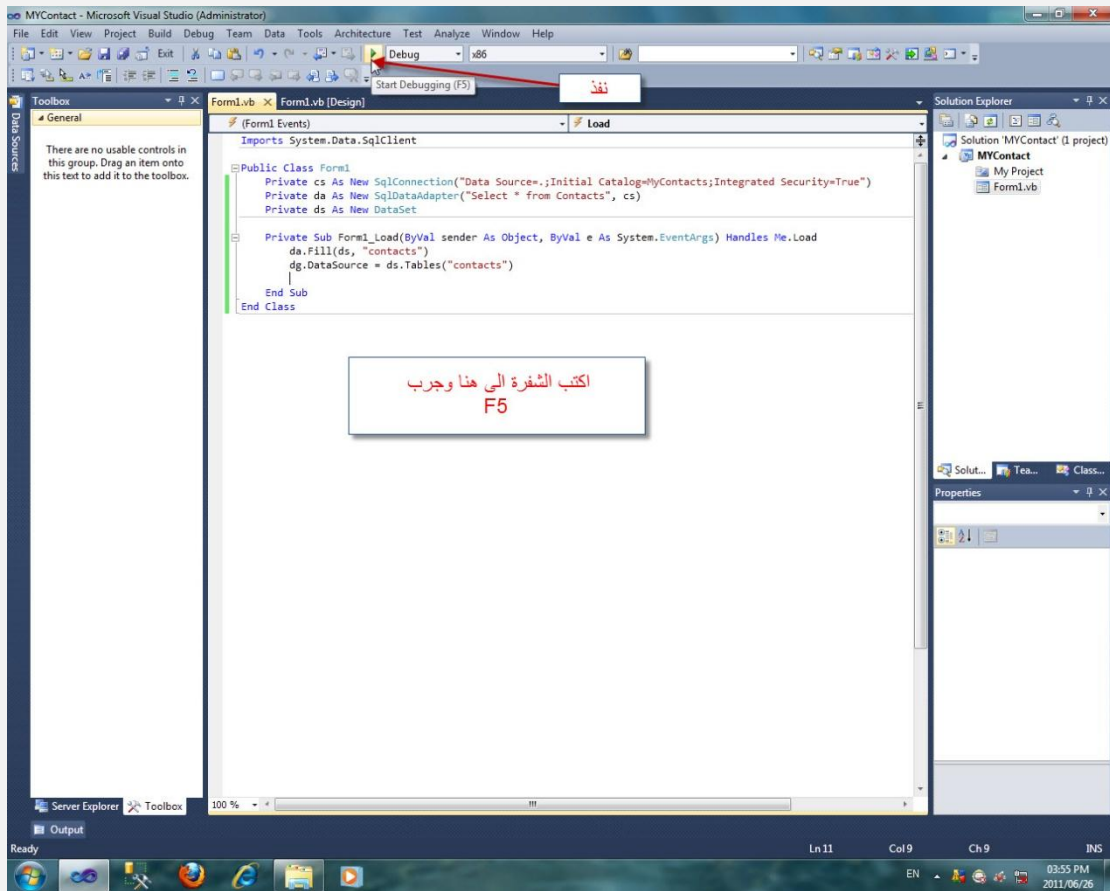 MYContact - Microsoft Visual Studio (Administrator)
File Edit View Project Build Debug Team Data Tools Architecture Test Analyze Window Help
Exit Debug x86
Start Debugging (F5)
نفذ
Toolbox
General
There are no usable controls in
this group. Drag an item onto
this text to add it to the toolbox.
Data Sources
Form1.vb Form1.vb [Design]
(Form1 Events) Load
Imports System.Data.SqlClient
Public Class Form1
Private cs As New SqlConnection("Data Source=.;Initial Catalog=MyContacts;Integrated Security=True")
Private da As New SqlDataAdapter("Select * from Contacts", cs)
Private ds As New DataSet
Private Sub Form1_Load(ByVal sender As Object, ByVal e As System.EventArgs) Handles Me.Load
da.Fill(ds, "contacts")
dg.DataSource = ds.Tables("contacts")
End Sub
End Class
اكتب الشفرة الى هنا وجرب
F5
Solution Explorer
Solution 'MYContact' (1 project)
MYContact
My Project
Form1.vb
Solut... Tea... Class...
Properties
Server Explorer Toolbox
100 %
Output
Ready Ln 11 Col 9 Ch 9 INS
EN 03:55 PM
2011/06/26